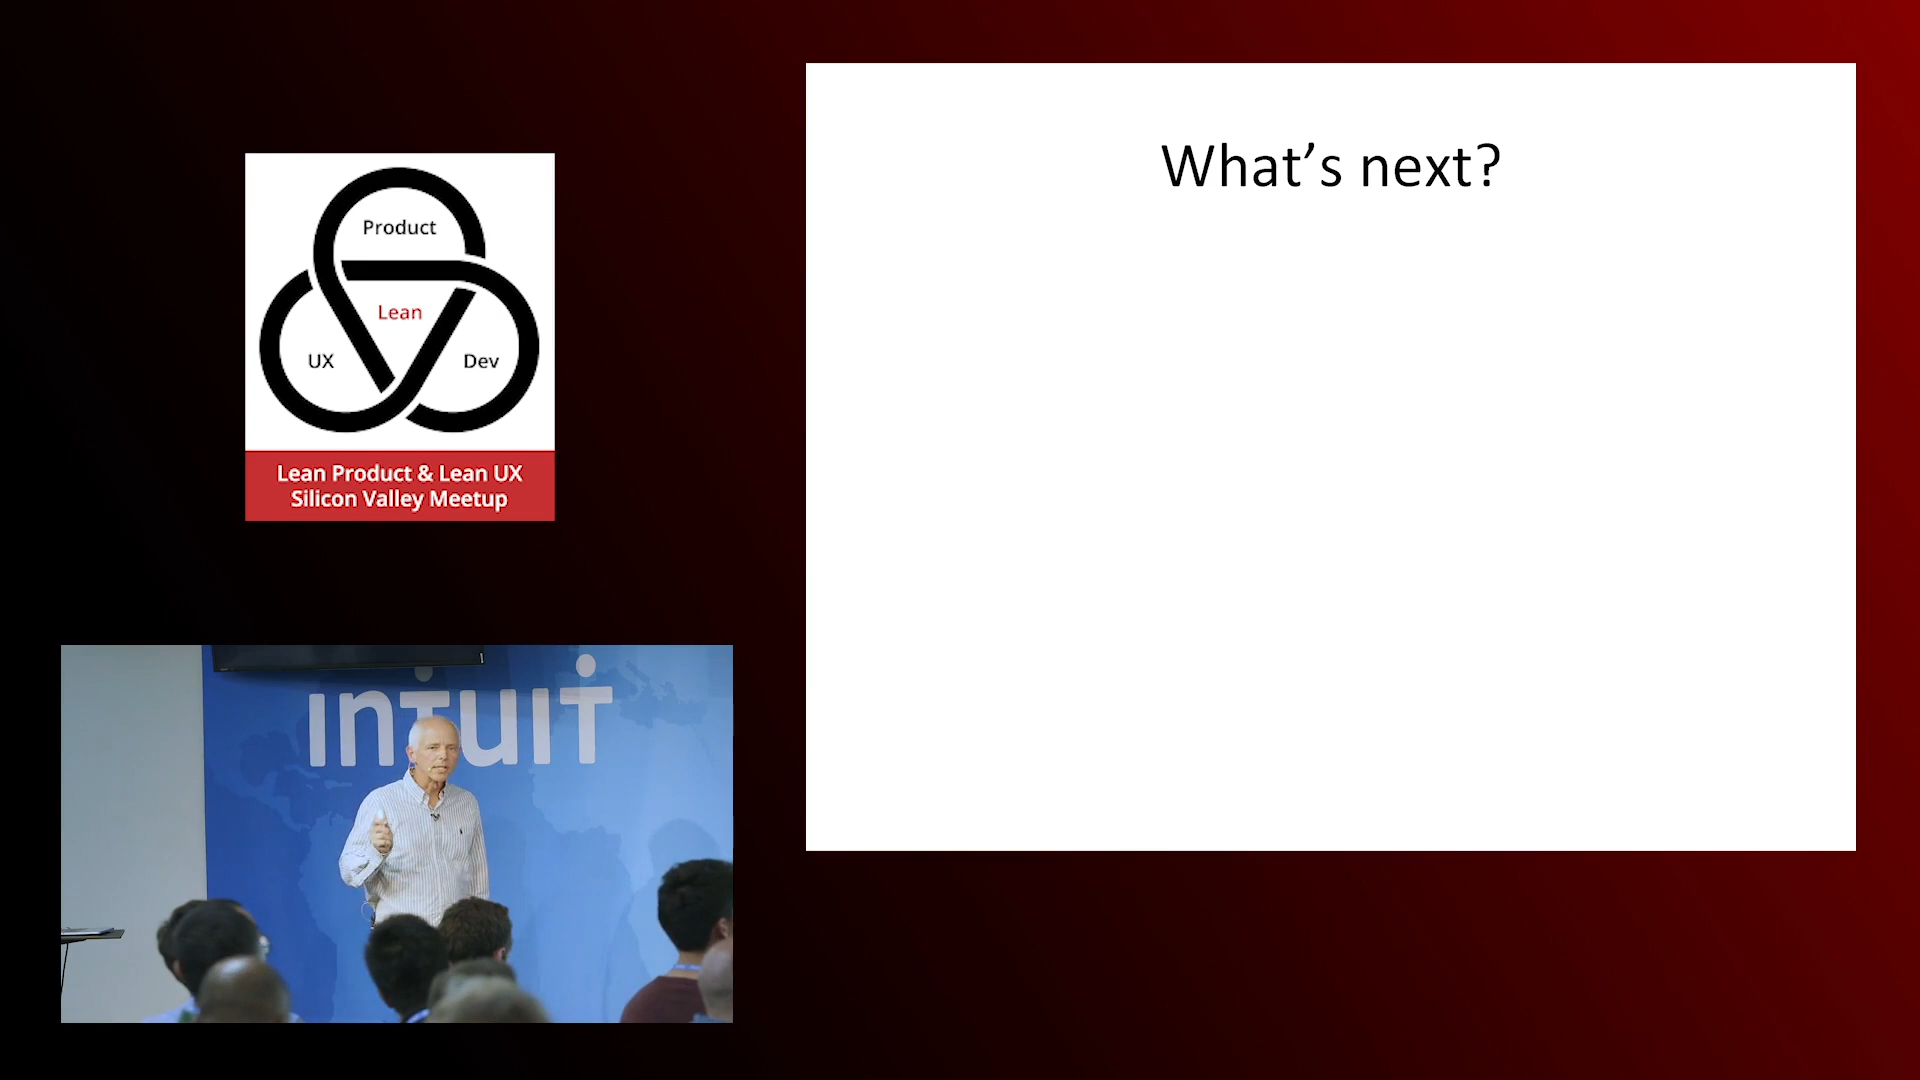 What’s next?
Product
Lean
UX
Dev
Lean Product & Lean UX
Silicon Valley Meetup
intuit